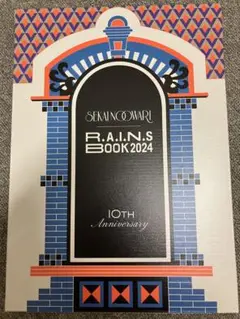 SEKAI NO OWARI
R.A.I.N.S
BOOK 2024
10TH
Anniversary